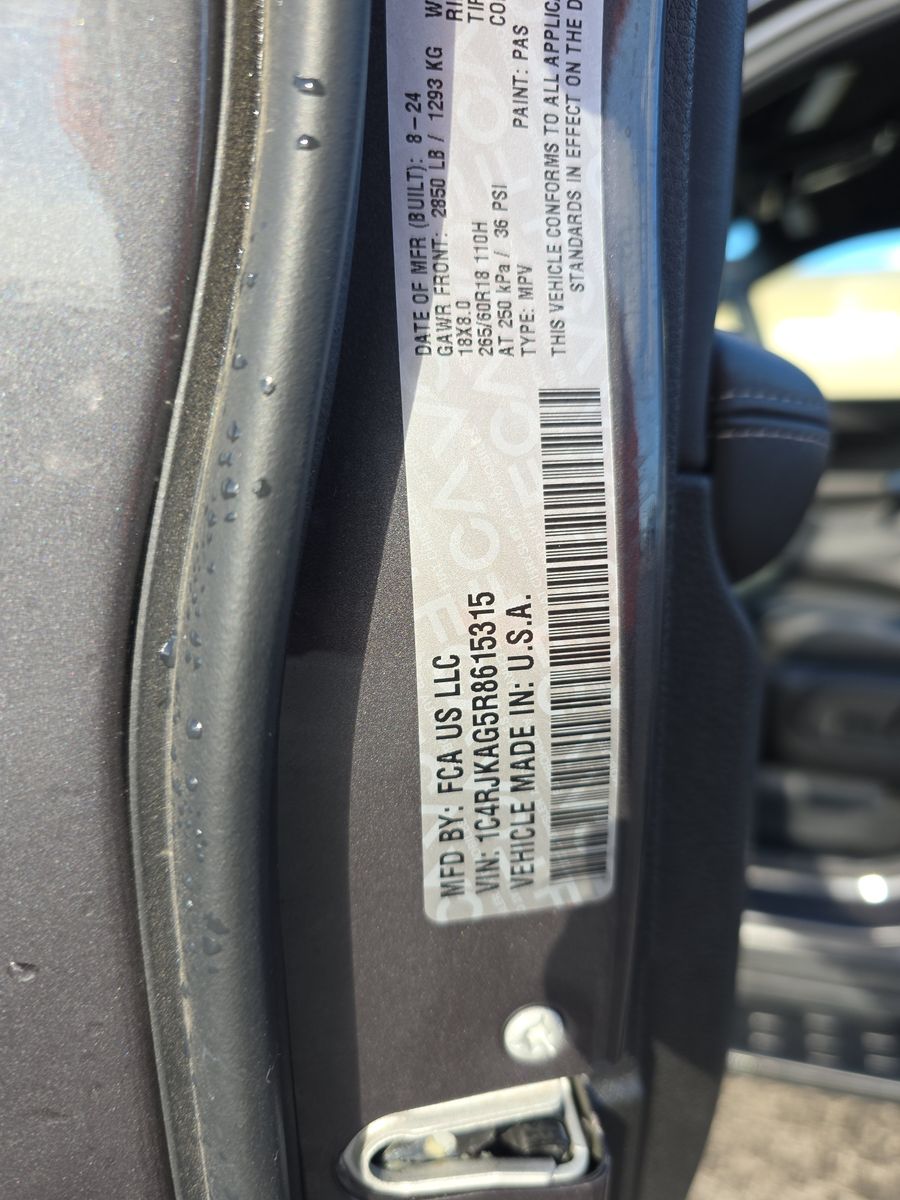 MFD BY: FCA US LLC
VIN: 1C4RJKAG5R8615315
VEHICLE MADE IN: U.S.A.
DATE OF MFR (BUILT): 8-24
GAWR FRONT: 2850 LB / 1293 KG
18X8.0
265/60R18 110H
AT 250 kPa / 36 PSI
TYPE: MPV PAINT: PAS
THIS VEHICLE CONFORMS TO ALL
STANDARDS IN EFFECT ON THE